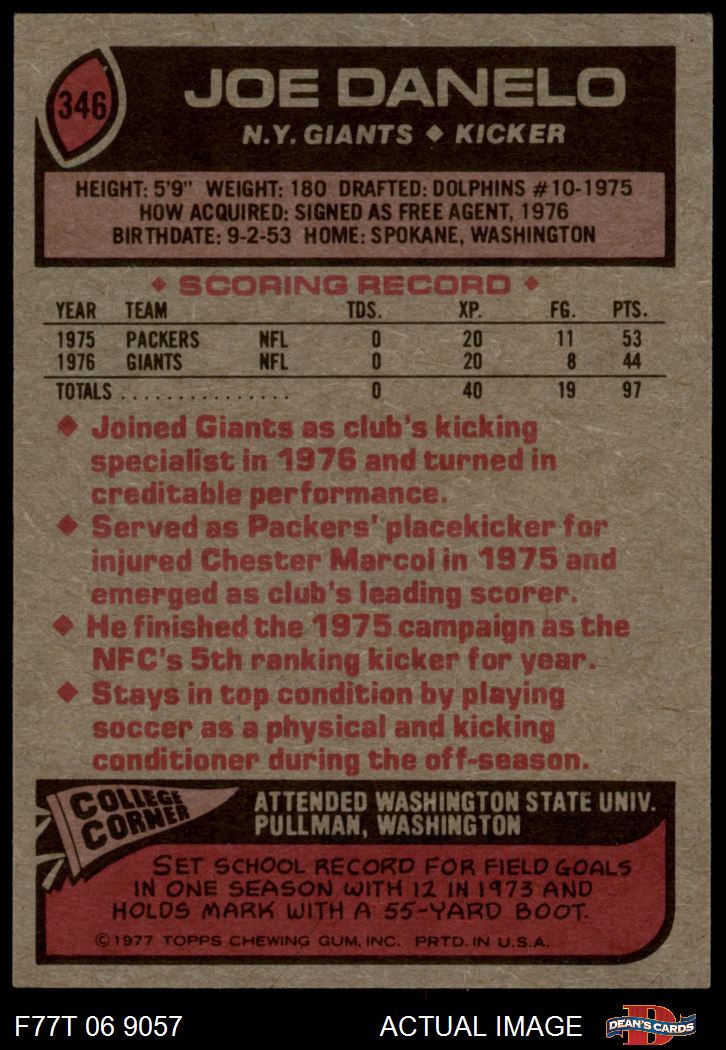 346
JOE DANELO
N.Y. GIANTS ♦ KICKER
HEIGHT: 5'9" WEIGHT: 180 DRAFTED: DOLPHINS #10-1975
HOW ACQUIRED: SIGNED AS FREE AGENT, 1976
BIRTHDATE: 9-2-53 HOME: SPOKANE, WASHINGTON
♦ SCORING RECORD ♦
YEAR TEAM TDS. XP. FG. PTS.
1975 PACKERS NFL 0 20 11 53
1976 GIANTS NFL 0 20 8 44
TOTALS . . . . . . . . . . . . . . . 0 40 19 97
♦ Joined Giants as club's kicking
specialist in 1976 and turned in
creditable performance.
♦ Served as Packers' placekicker for
injured Chester Marcol in 1975 and
emerged as club's leading scorer.
♦ He finished the 1975 campaign as the
NFC's 5th ranking kicker for year.
♦ Stays in top condition by playing
soccer as a physical and kicking
conditioner during the off-season.
COLLEGE
CORNER
ATTENDED WASHINGTON STATE UNIV.
PULLMAN, WASHINGTON
SET SCHOOL RECORD FOR FIELD GOALS
IN ONE SEASON WITH 12 IN 1973 AND
HOLDS MARK WITH A 55-YARD BOOT.
©1977 TOPPS CHEWING GUM, INC. PRTD. IN U.S.A.
F77T 06 9057
ACTUAL IMAGE
D
DEAN'S CARDS